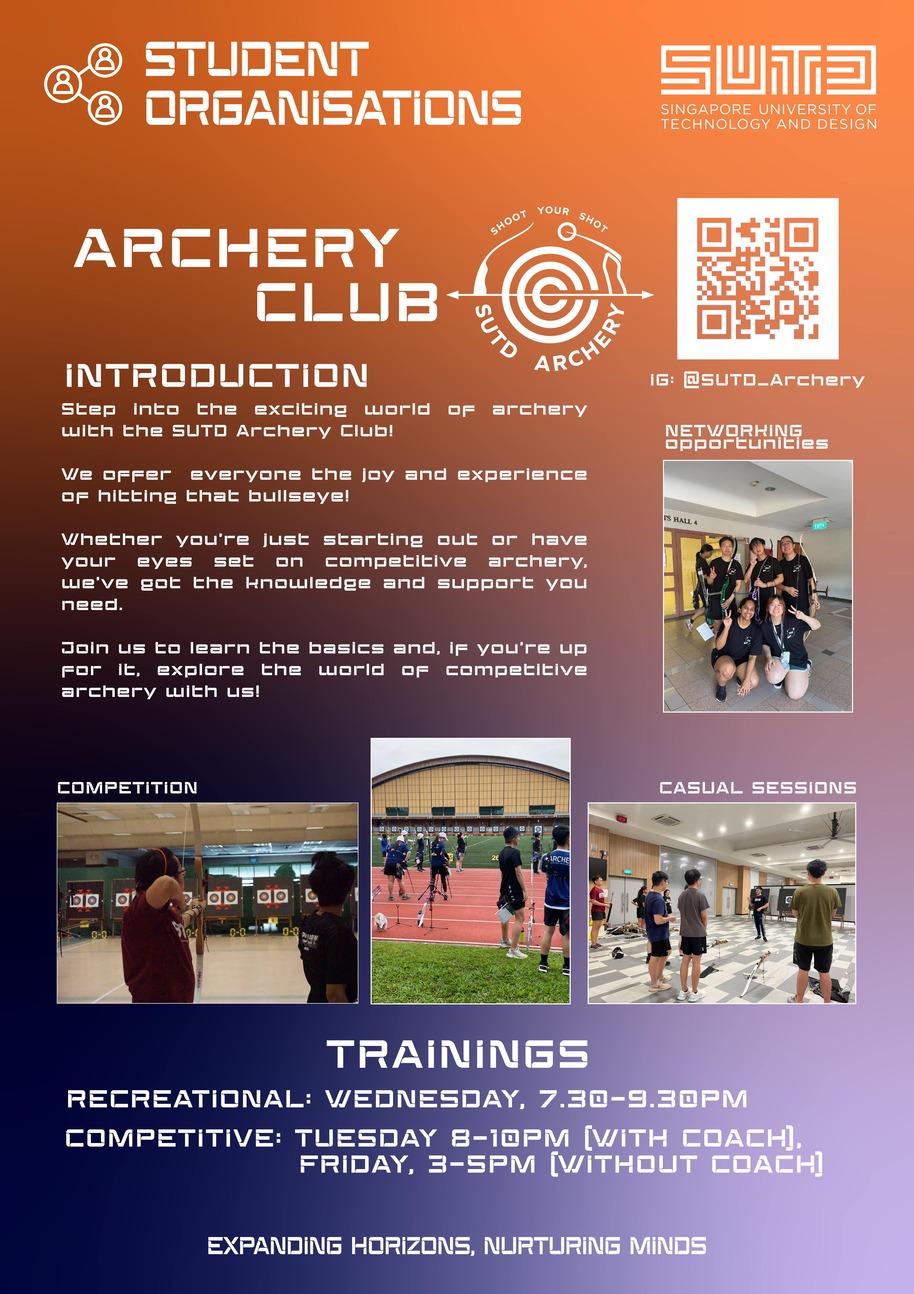 STUDENT
ORGANISATIONS
SUTD
SINGAPORE UNIVERSITY OF
TECHNOLOGY AND DESIGN
ARCHERY
CLUB
SHOOT YOUR SHOT
SUTD ARCHERY
IG: @SUTD_Archery
INTRODUCTION
Step into the exciting world of archery
with the SUTD Archery Club!
We offer everyone the joy and experience
of hitting that bullseye!
Whether you're just starting out or have
your eyes set on competitive archery,
we've got the knowledge and support you
need.
Join us to learn the basics and, if you're up
for it, explore the world of competitive
archery with us!
NETWORKING
opportunities
TS HALL 4
COMPETITION
CASUAL SESSIONS
ARCHE
TRAININGS
RECREATIONAL: WEDNESDAY, 7.30-9.30PM
COMPETITIVE: TUESDAY 8-10PM (WITH COACH),
FRIDAY, 3-5PM (WITHOUT COACH)
EXPANDING HORIZONS, NURTURING MINDS